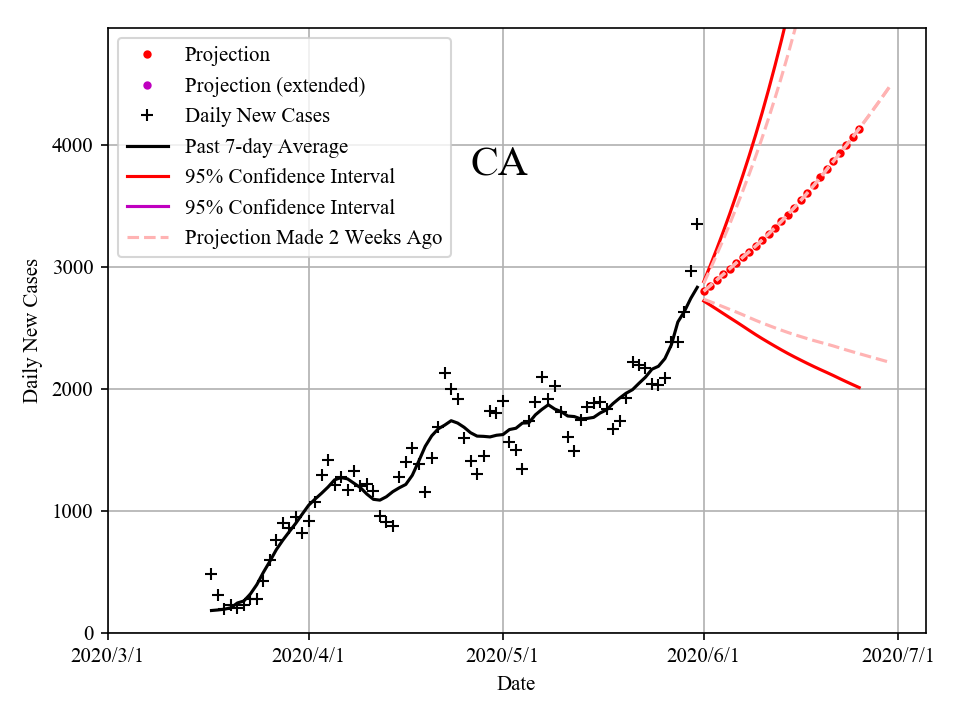 Projection
Projection (extended)
Daily New Cases
Past 7-day Average
95% Confidence Interval
95% Confidence Interval
Projection Made 2 Weeks Ago
CA
4000
3000
2000
1000
0
Daily New Cases
2020/3/1 2020/4/1 2020/5/1 2020/6/1 2020/7/1
Date